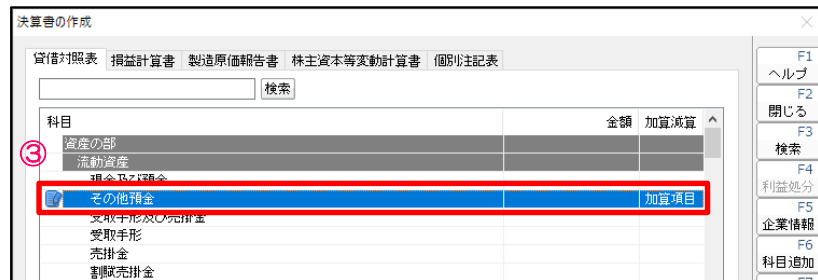 決算書の作成
貸借対照表 損益計算書 製造原価報告書 株主資本等変動計算書 個別注記表
検索
科目 金額 加算減算
資産の部
③
流動資産
現金及び預金
その他預金 加算項目
受取手形及び売掛金
受取手形
売掛金
割賦売掛金
F1
ヘルプ
F2
閉じる
F3
検索
F4
利益処分
F5
企業情報
F6
科目追加